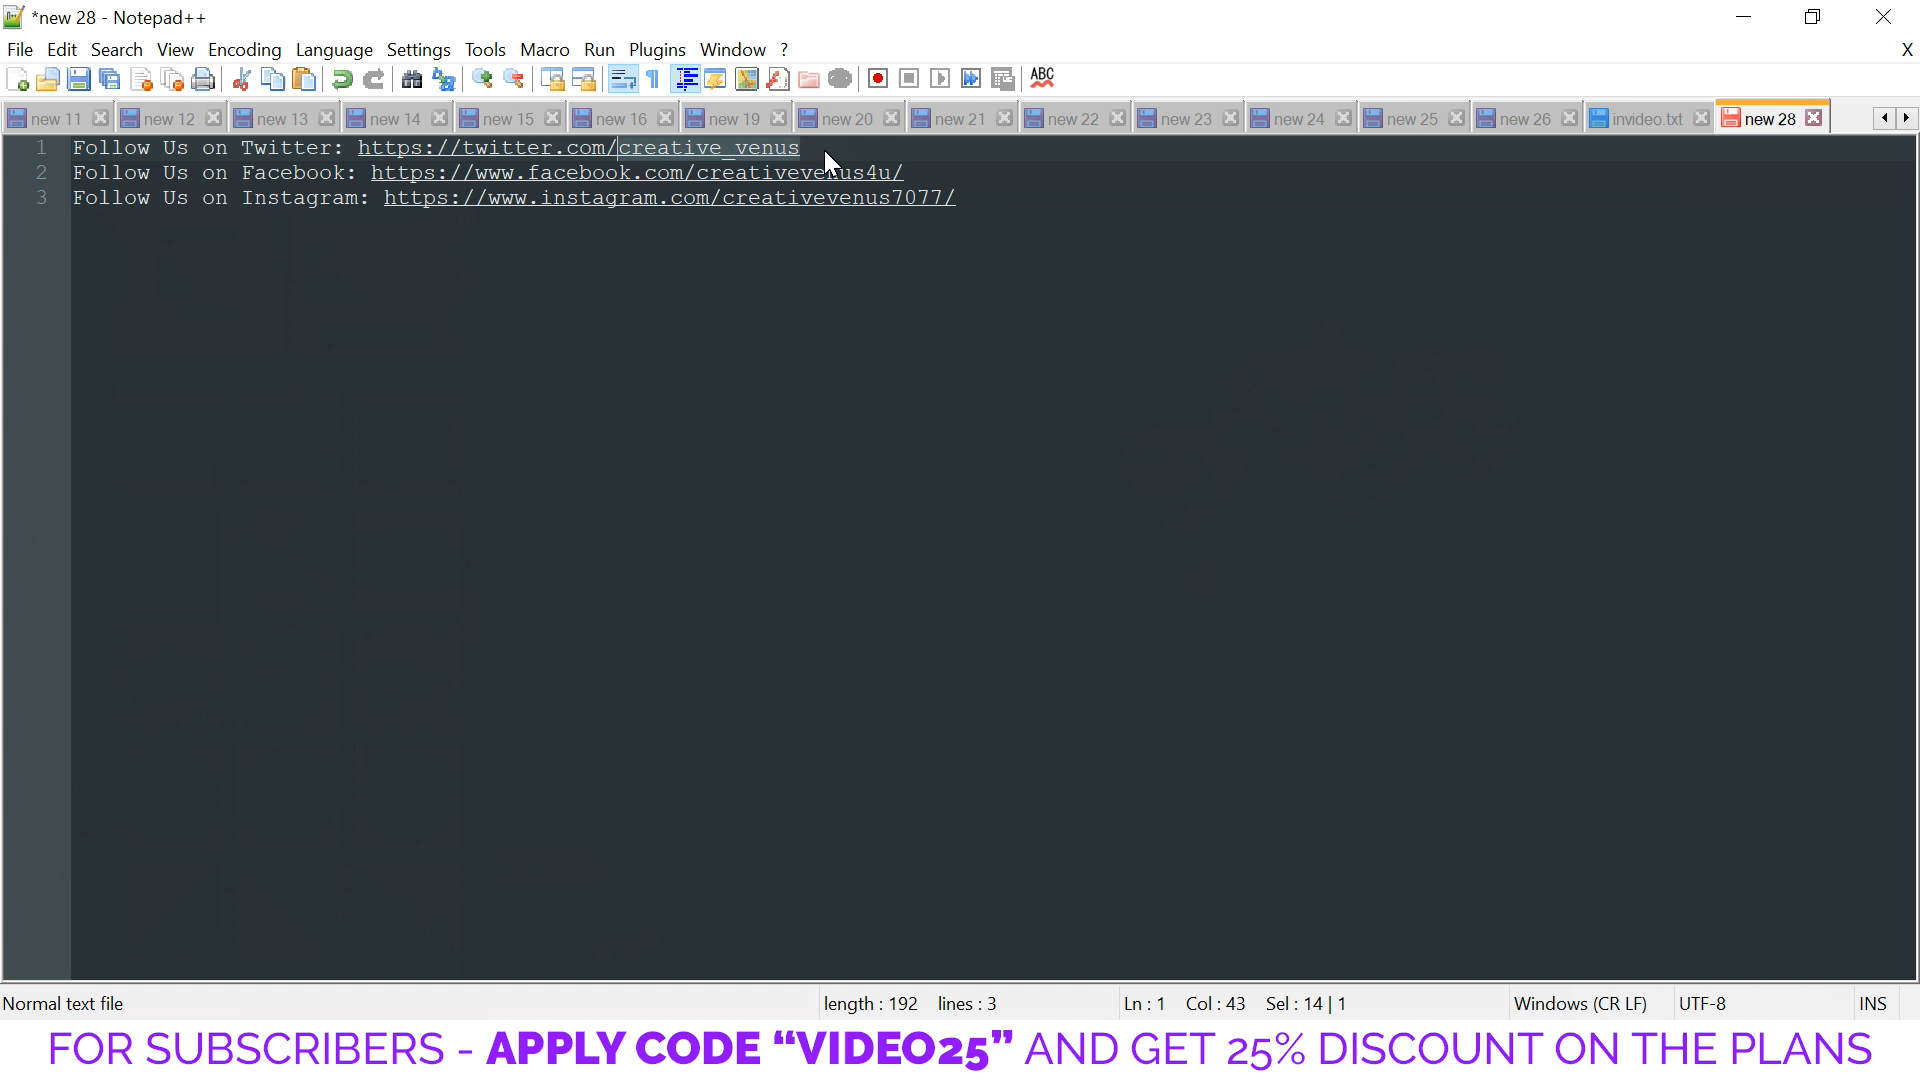 *new 28 - Notepad++
File Edit Search View Encoding Language Settings Tools Macro Run Plugins Window ? X
ABC
new 11 new 12 new 13 new 14 new 15 new 16 new 19 new 20 new 21 new 22 new 23 new 24 new 25 new 26 invideo.txt new 28
1 Follow Us on Twitter: https://twitter.com/creative_venus
2 Follow Us on Facebook: https://www.facebook.com/creativevenus4u/
3 Follow Us on Instagram: https://www.instagram.com/creativevenus7077/
Normal text file length : 192 lines : 3 Ln : 1 Col : 43 Sel : 14 | 1 Windows (CR LF) UTF-8 INS
FOR SUBSCRIBERS - APPLY CODE “VIDEO25” AND GET 25% DISCOUNT ON THE PLANS